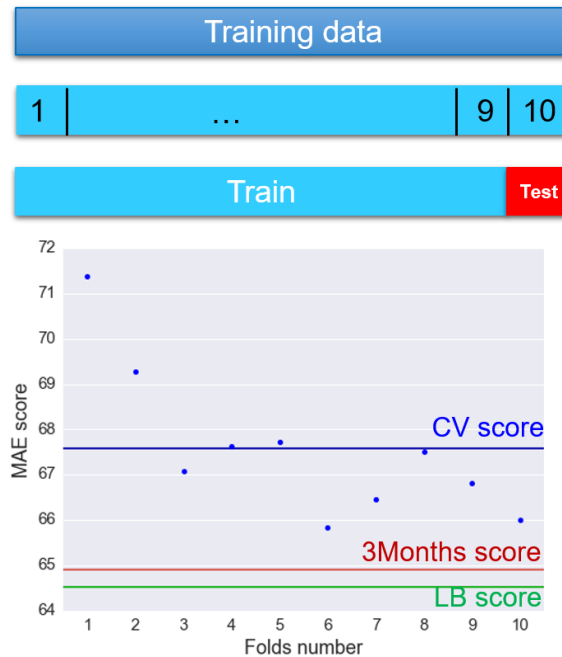 Training data
1 ... 9 10
Train Test
72
71
70
69
68
67
66
65
64
MAE score
CV score
3Months score
LB score
1 2 3 4 5 6 7 8 9 10
Folds number